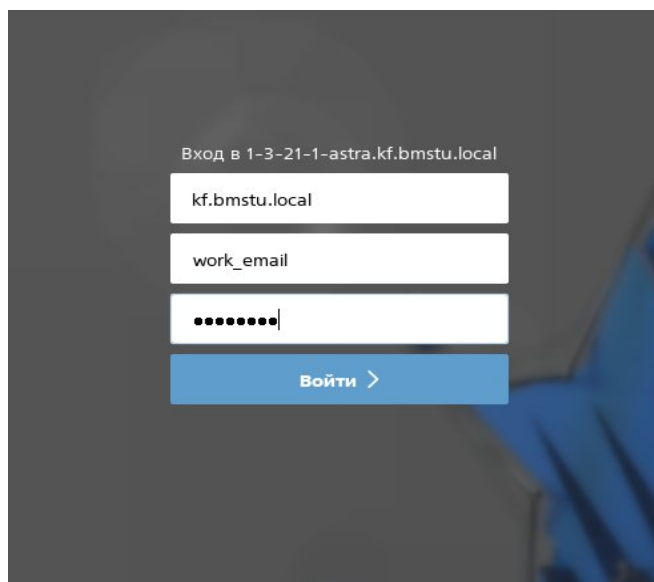 Вход в 1-3-21-1-astra.kf.bmstu.local
kf.bmstu.local
work_email
●●●●●●●●
Войти